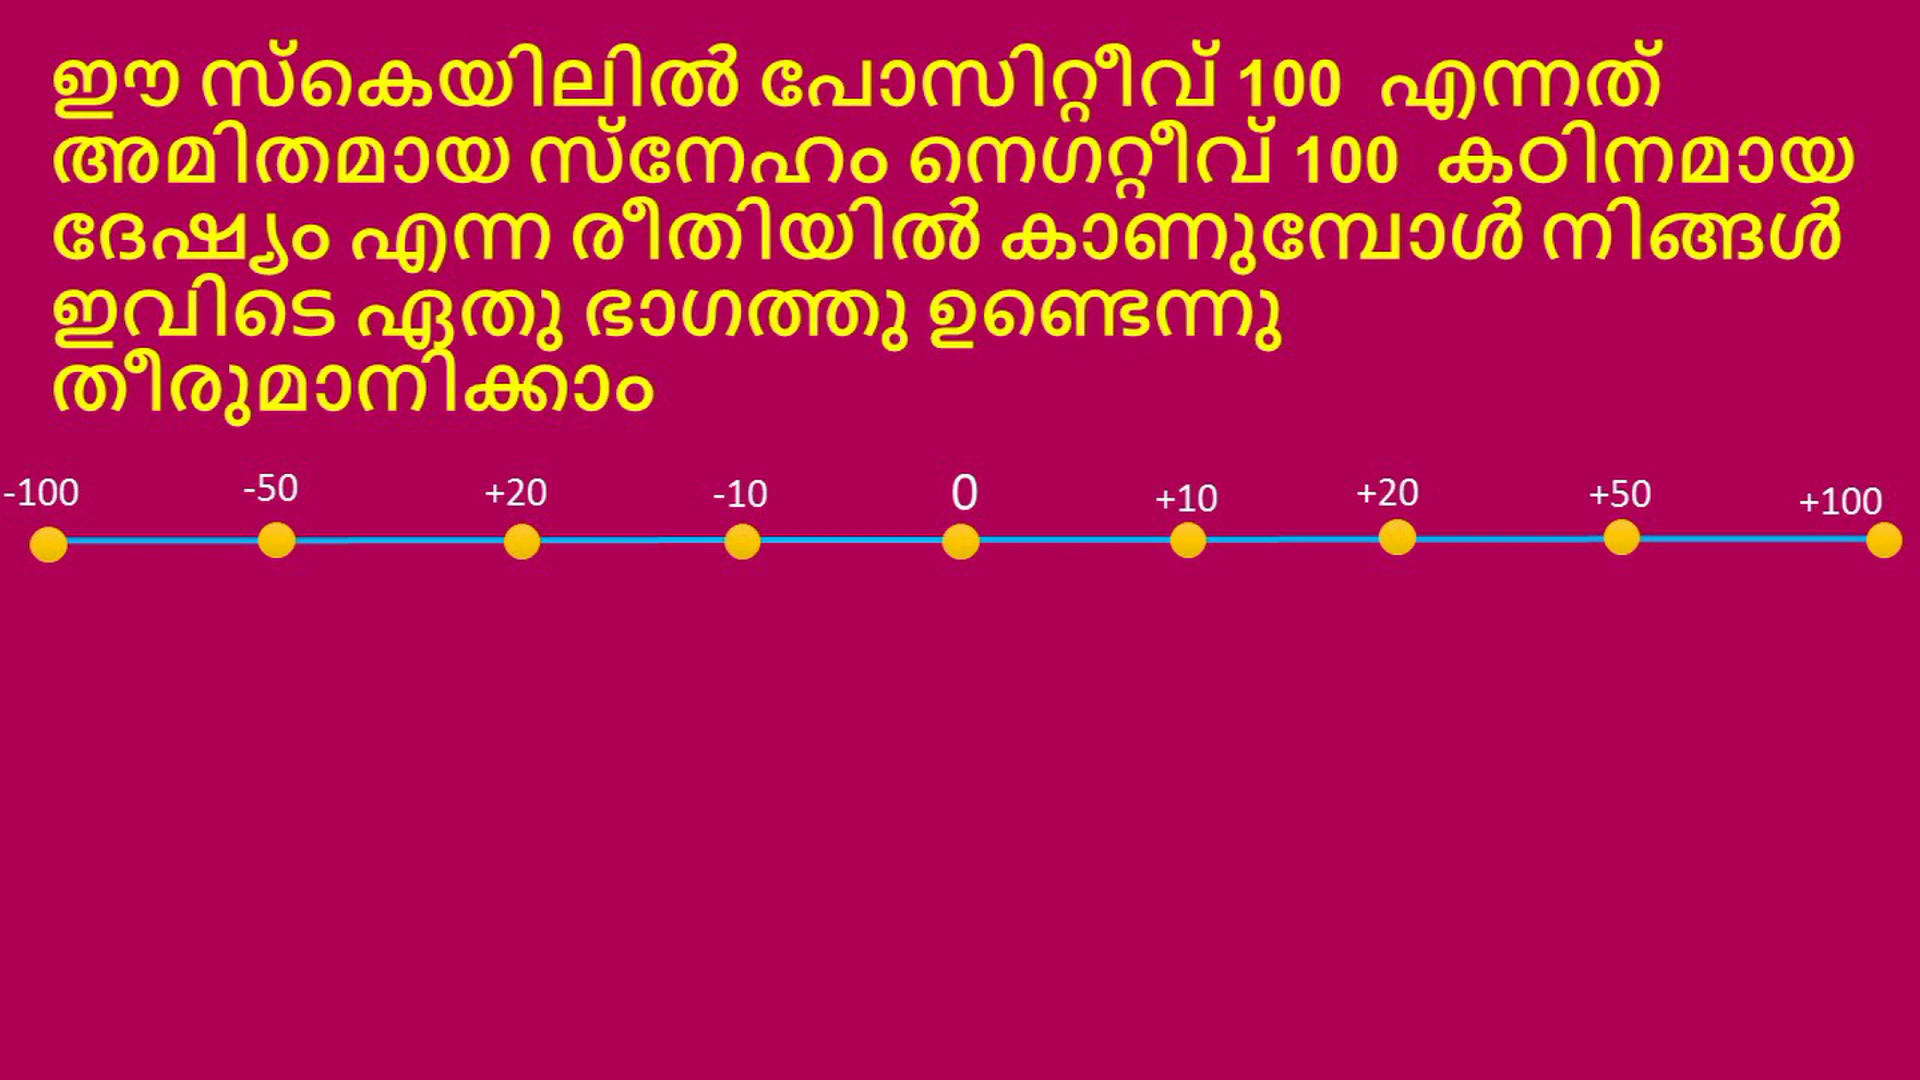 ഈ സ്കെയിലിൽ പോസിറ്റീവ് 100 എന്നത്
അമിതമായ സ്നേഹം നെഗറ്റീവ് 100 കഠിനമായ
ദേഷ്യം എന്ന രീതിയിൽ കാണുമ്പോൾ നിങ്ങൾ
ഇവിടെ ഏതു ഭാഗത്തു ഉണ്ടെന്നു
തീരുമാനിക്കാം
-100 -50 +20 -10 0 +10 +20 +50 +100